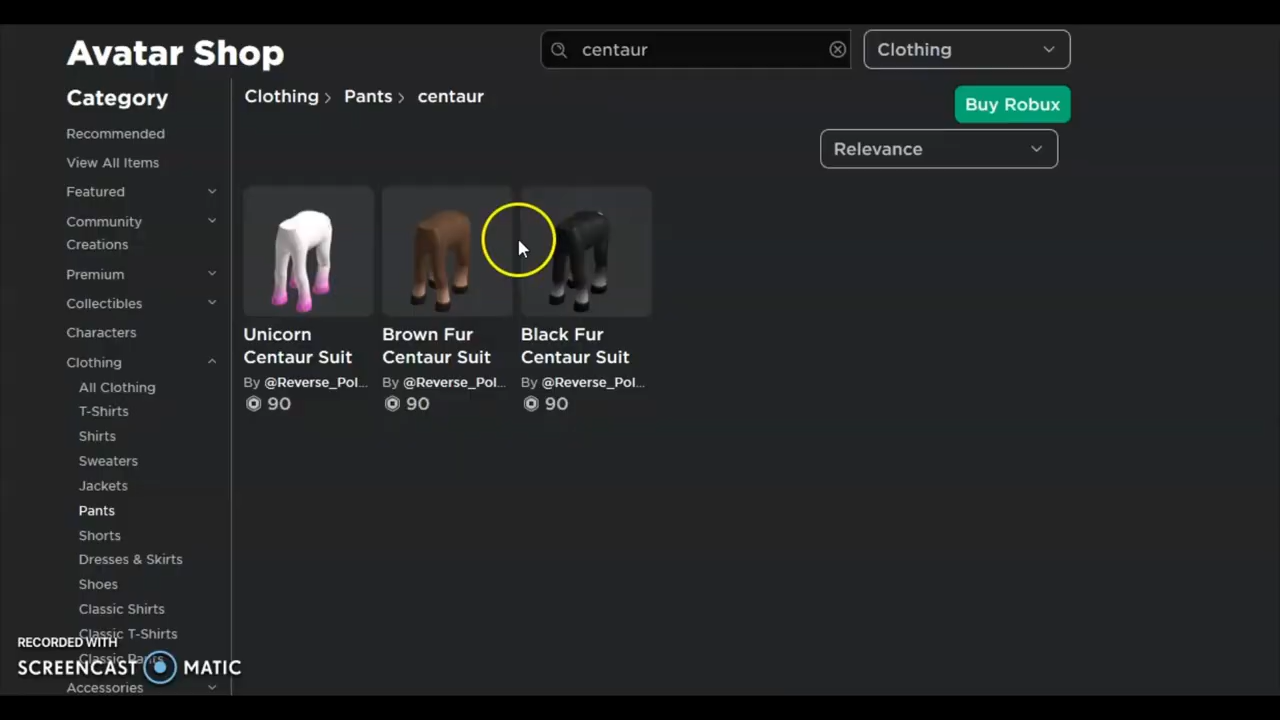 Avatar Shop
centaur
Clothing
Category
Clothing > Pants > centaur
Buy Robux
Relevance
Recommended
View All Items
Featured
Community
Creations
Premium
Collectibles
Characters
Clothing
All Clothing
T-Shirts
Shirts
Sweaters
Jackets
Pants
Shorts
Dresses & Skirts
Shoes
Classic Shirts
Classic T-Shirts
Classic Pants
Accessories
Unicorn
Centaur Suit
By @Reverse_Pol...
90
Brown Fur
Centaur Suit
By @Reverse_Pol...
90
Black Fur
Centaur Suit
By @Reverse_Pol...
90
RECORDED WITH
SCREENCAST MATIC